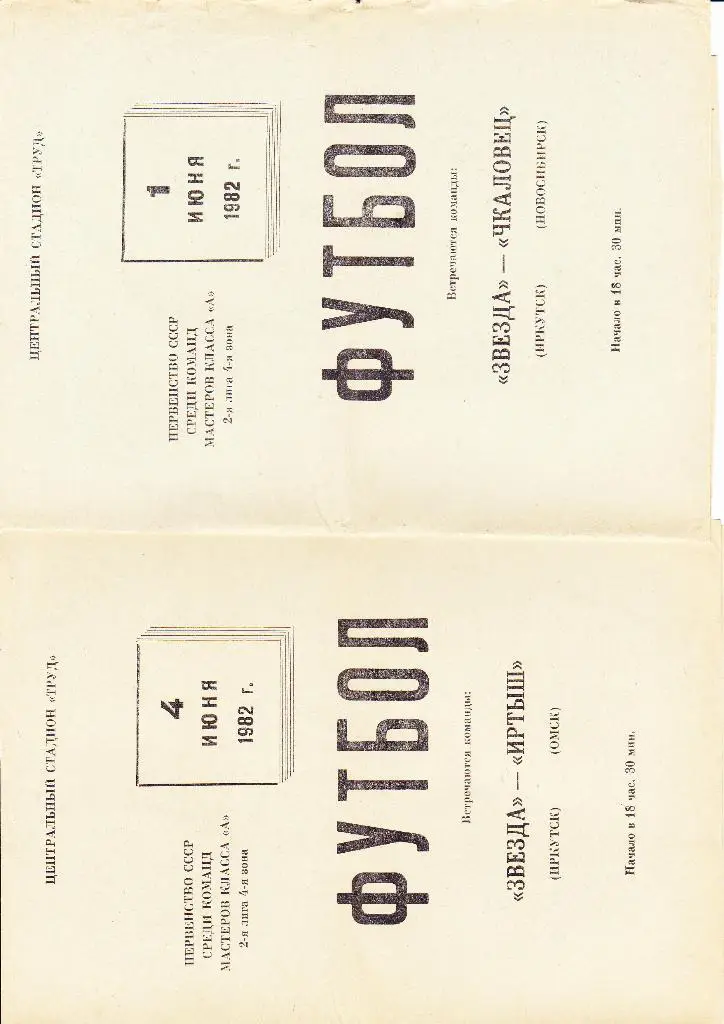 ЦЕНТРАЛЬНЫЙ СТАДИОН «ТРУД»
ПЕРВЕНСТВО СССР
СРЕДИ КОМАНД
МАСТЕРОВ КЛАССА «А»
2-я лига 4-я зона
4
ИЮНЯ
1982 г.
ФУТБОЛ
Встречаются команды:
«ЗВЕЗДА» — «ИРТЫШ»
(ИРКУТСК) (ОМСК)
Начало в 18 час. 30 мин.
ЦЕНТРАЛЬНЫЙ СТАДИОН «ТРУД»
ПЕРВЕНСТВО СССР
СРЕДИ КОМАНД
МАСТЕРОВ КЛАССА «А»
2-я лига 4-я зона
1
ИЮНЯ
1982 г.
ФУТБОЛ
Встречаются команды:
«ЗВЕЗДА» — «ЧКАЛОВЕЦ»
(ИРКУТСК) (НОВОСИБИРСК)
Начало в 18 час. 30 мин.